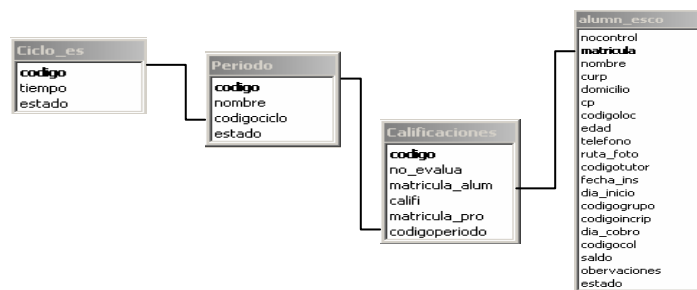 Ciclo_es
codigo
tiempo
estado
Periodo
codigo
nombre
codigociclo
estado
Calificaciones
codigo
no_evalua
matricula_alum
califi
matricula_pro
codigoperiodo
alumn_esco
nocontrol
matricula
nombre
curp
domicilio
cp
codigoloc
edad
telefono
ruta_foto
codigotutor
fecha_ins
dia_inicio
codigogrupo
codigoincrip
dia_cobro
codigocol
saldo
obervaciones
estado